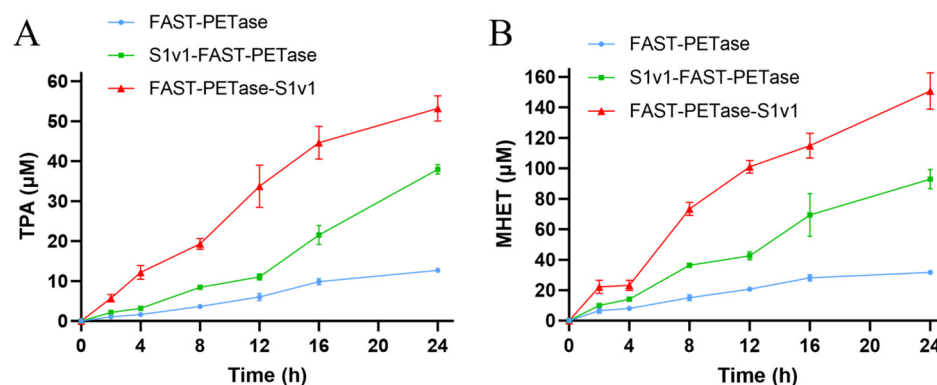 A
FAST-PETase
S1v1-FAST-PETase
FAST-PETase-S1v1
TPA (µM)
60
50
40
30
20
10
0
0 4 8 12 16 20 24
Time (h)
B
FAST-PETase
S1v1-FAST-PETase
FAST-PETase-S1v1
MHET (µM)
160
140
120
100
80
60
40
20
0
0 4 8 12 16 20 24
Time (h)